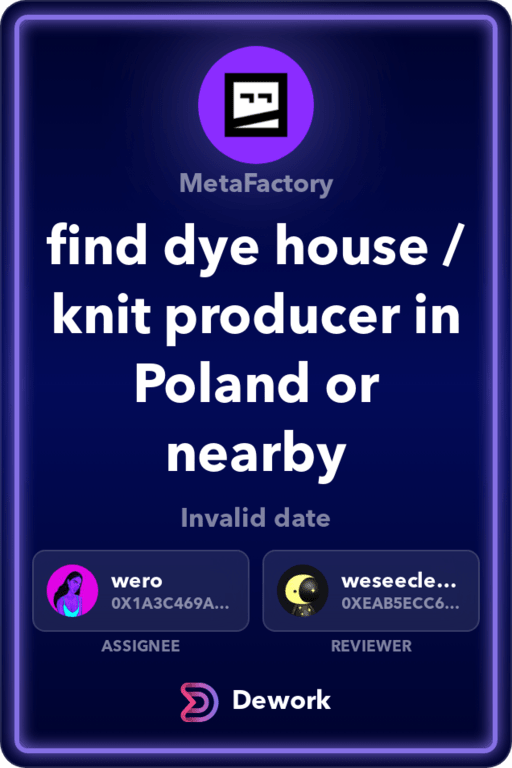 MetaFactory
find dye house /
knit producer in
Poland or
nearby
Invalid date
wero
0X1A3C469A...
ASSIGNEE
weseecle...
0XEAB5ECC6...
REVIEWER
Dework